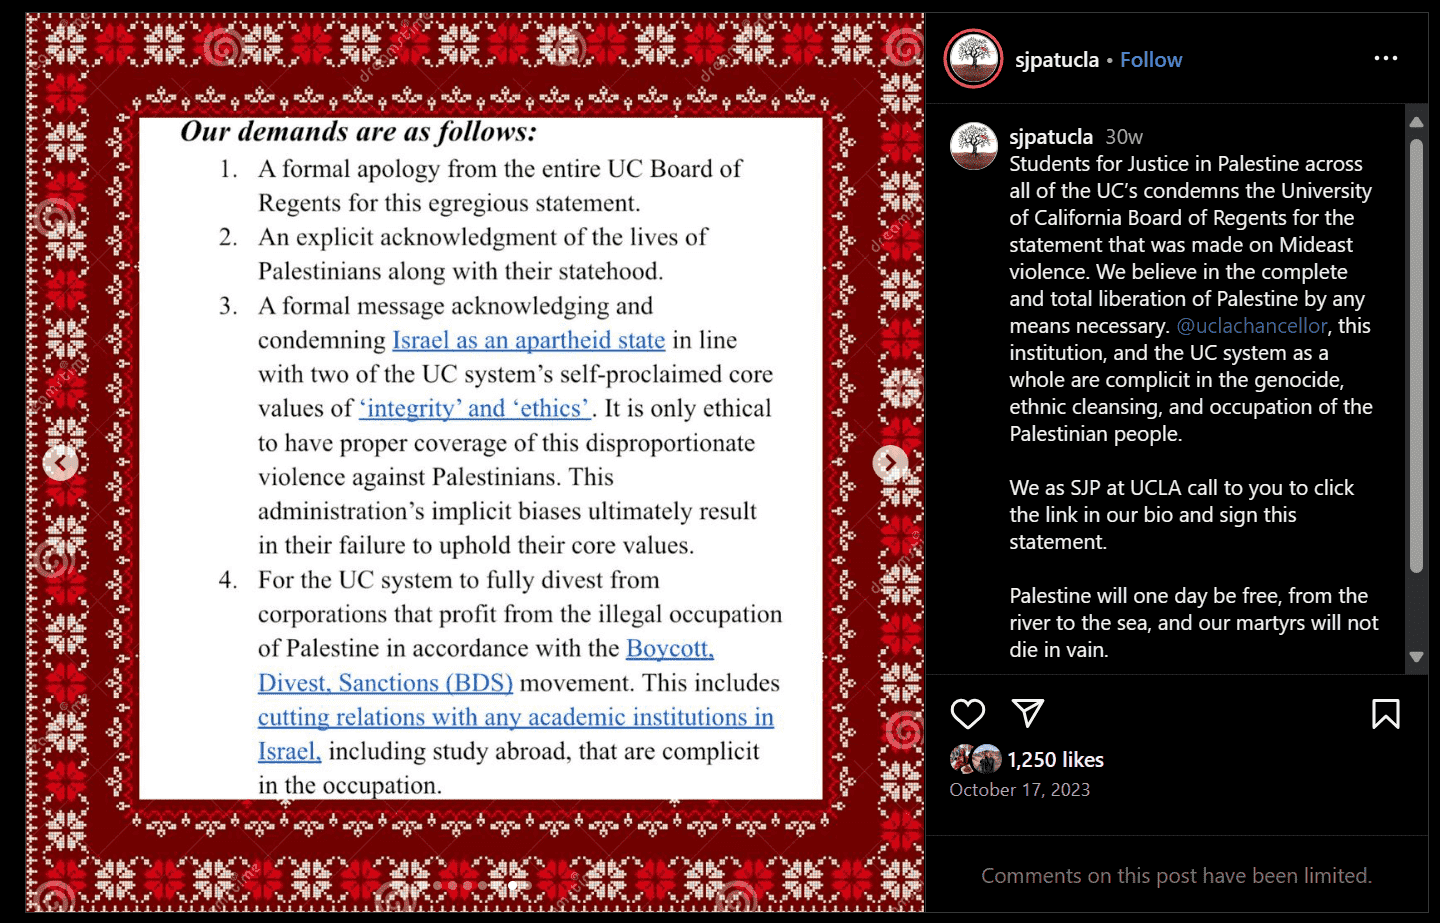 Our demands are as follows:
1. A formal apology from the entire UC Board of
Regents for this egregious statement.
2. An explicit acknowledgment of the lives of
Palestinians along with their statehood.
3. A formal message acknowledging and
condemning Israel as an apartheid state in line
with two of the UC system’s self-proclaimed core
values of ‘integrity’ and ‘ethics’. It is only ethical
to have proper coverage of this disproportionate
violence against Palestinians. This
administration’s implicit biases ultimately result
in their failure to uphold their core values.
4. For the UC system to fully divest from
corporations that profit from the illegal occupation
of Palestine in accordance with the Boycott,
Divest, Sanctions (BDS) movement. This includes
cutting relations with any academic institutions in
Israel, including study abroad, that are complicit
in the occupation.
sjpatucla • Follow
sjpatucla 30w
Students for Justice in Palestine across
all of the UC’s condemns the University
of California Board of Regents for the
statement that was made on Mideast
violence. We believe in the complete
and total liberation of Palestine by any
means necessary. @uclachancellor, this
institution, and the UC system as a
whole are complicit in the genocide,
ethnic cleansing, and occupation of the
Palestinian people.
We as SJP at UCLA call to you to click
the link in our bio and sign this
statement.
Palestine will one day be free, from the
river to the sea, and our martyrs will not
die in vain.
1,250 likes
October 17, 2023
Comments on this post have been limited.
dreamstime
dreamstime